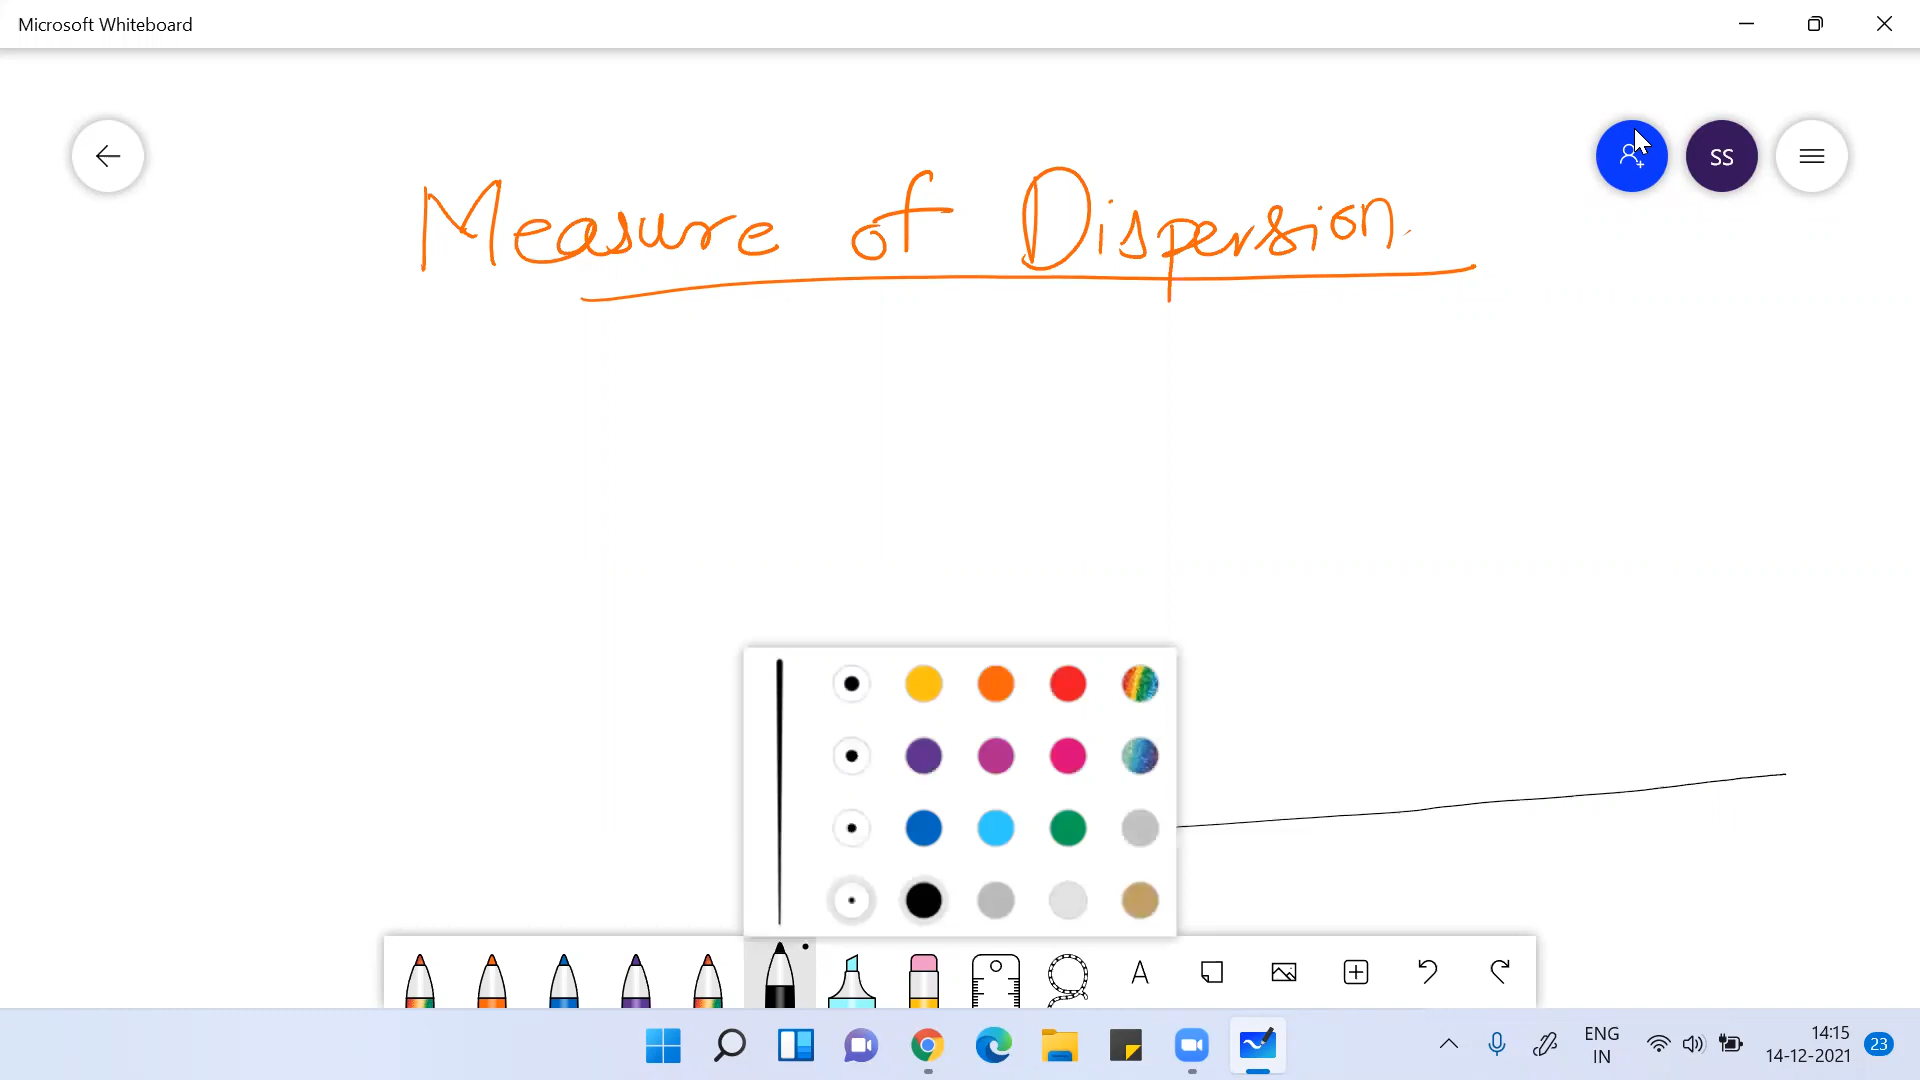 Microsoft Whiteboard
SS
Measure of Dispersion.
A
ENG
IN
14:15
14-12-2021
23